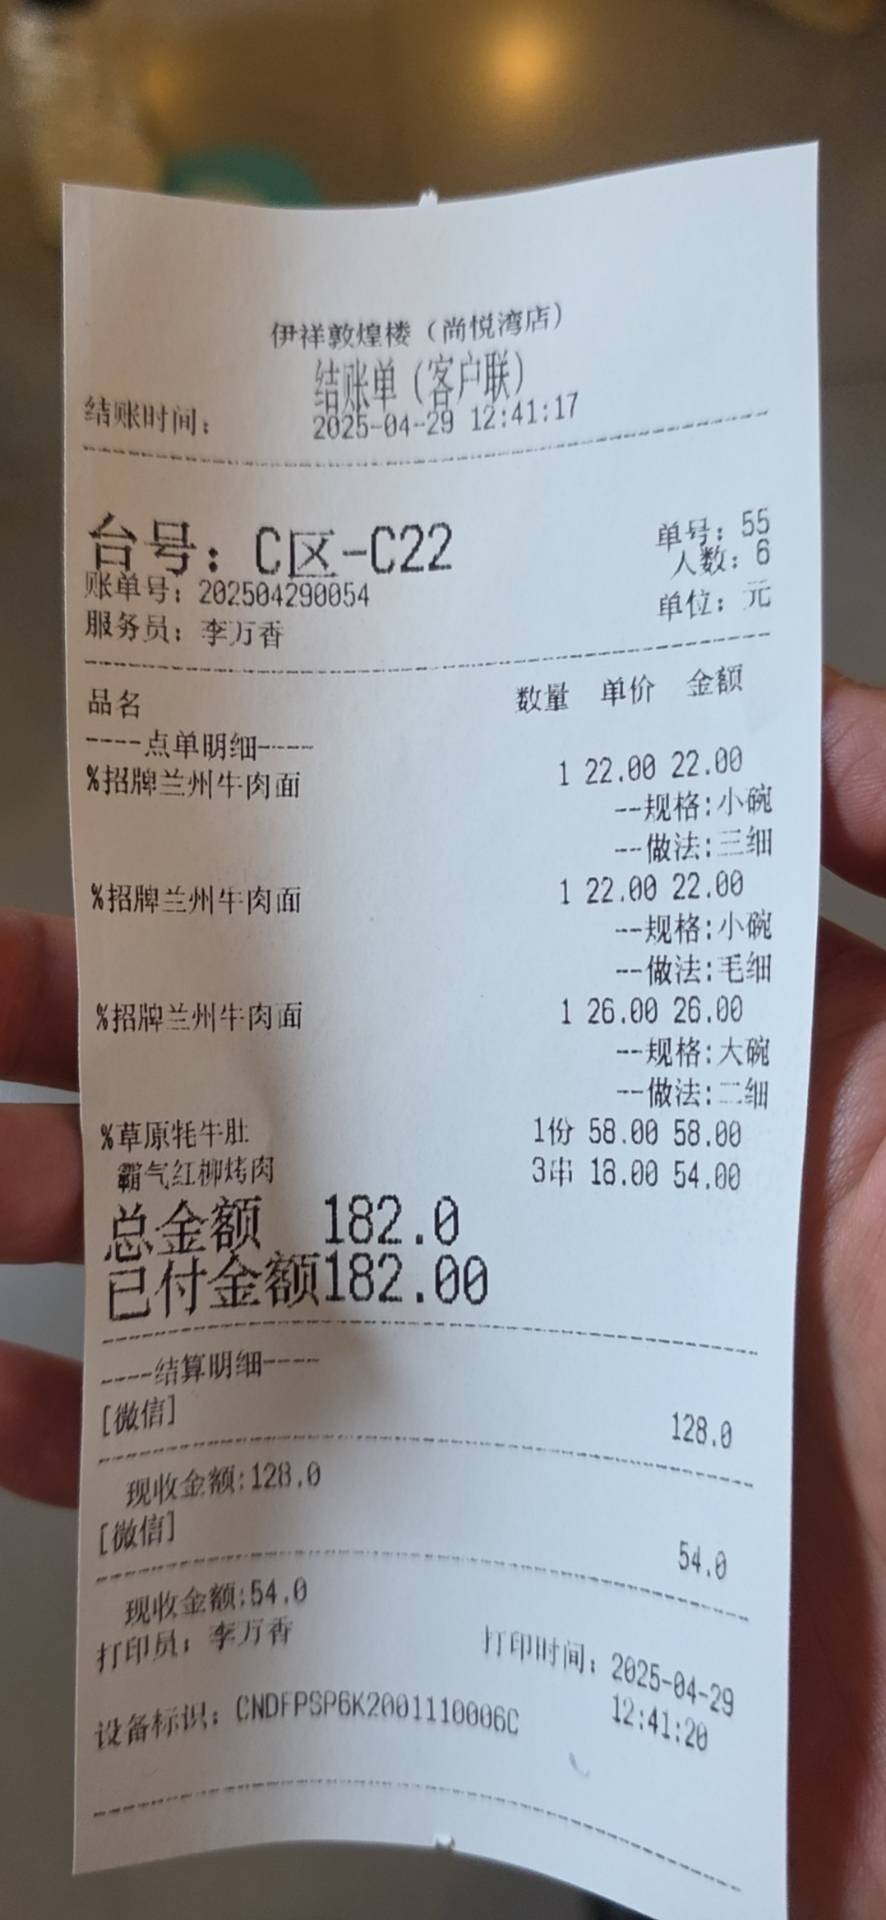 伊祥敦煌楼（尚悦湾店）
结账单（客户联）
结账时间： 2025-04-29 12:41:17
台号：C区-C22 单号：55
人数：6
账单号：202504290054 单位：元
服务员：李万香
品名 数量 单价 金额
----点单明细----
%招牌兰州牛肉面 1 22.00 22.00
--规格:小碗
--做法:三细
%招牌兰州牛肉面 1 22.00 22.00
--规格:小碗
--做法:毛细
%招牌兰州牛肉面 1 26.00 26.00
--规格:大碗
--做法:二细
%草原牦牛肚 1份 58.00 58.00
霸气红柳烤肉 3串 18.00 54.00
总金额 182.0
已付金额182.00
----结算明细----
[微信] 128.0
现收金额:128.0
[微信] 54.0
现收金额:54.0
打印员：李万香 打印时间：2025-04-29
12:41:20
设备标识：CNDFPSP6K2001110006C